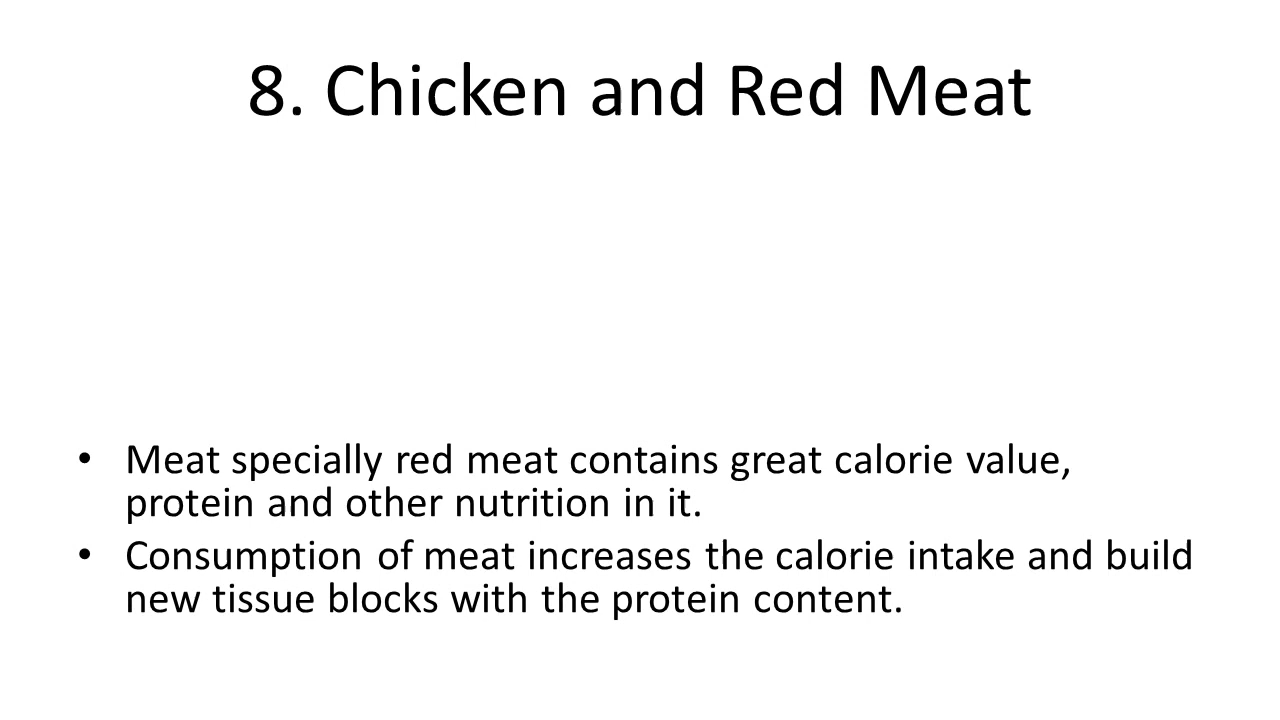 8. Chicken and Red Meat
• Meat specially red meat contains great calorie value,
protein and other nutrition in it.
• Consumption of meat increases the calorie intake and build
new tissue blocks with the protein content.